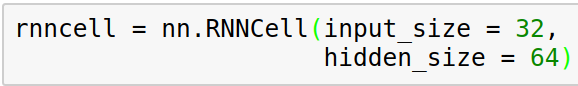 rnncell = nn.RNNCell(input_size = 32,
                     hidden_size = 64)